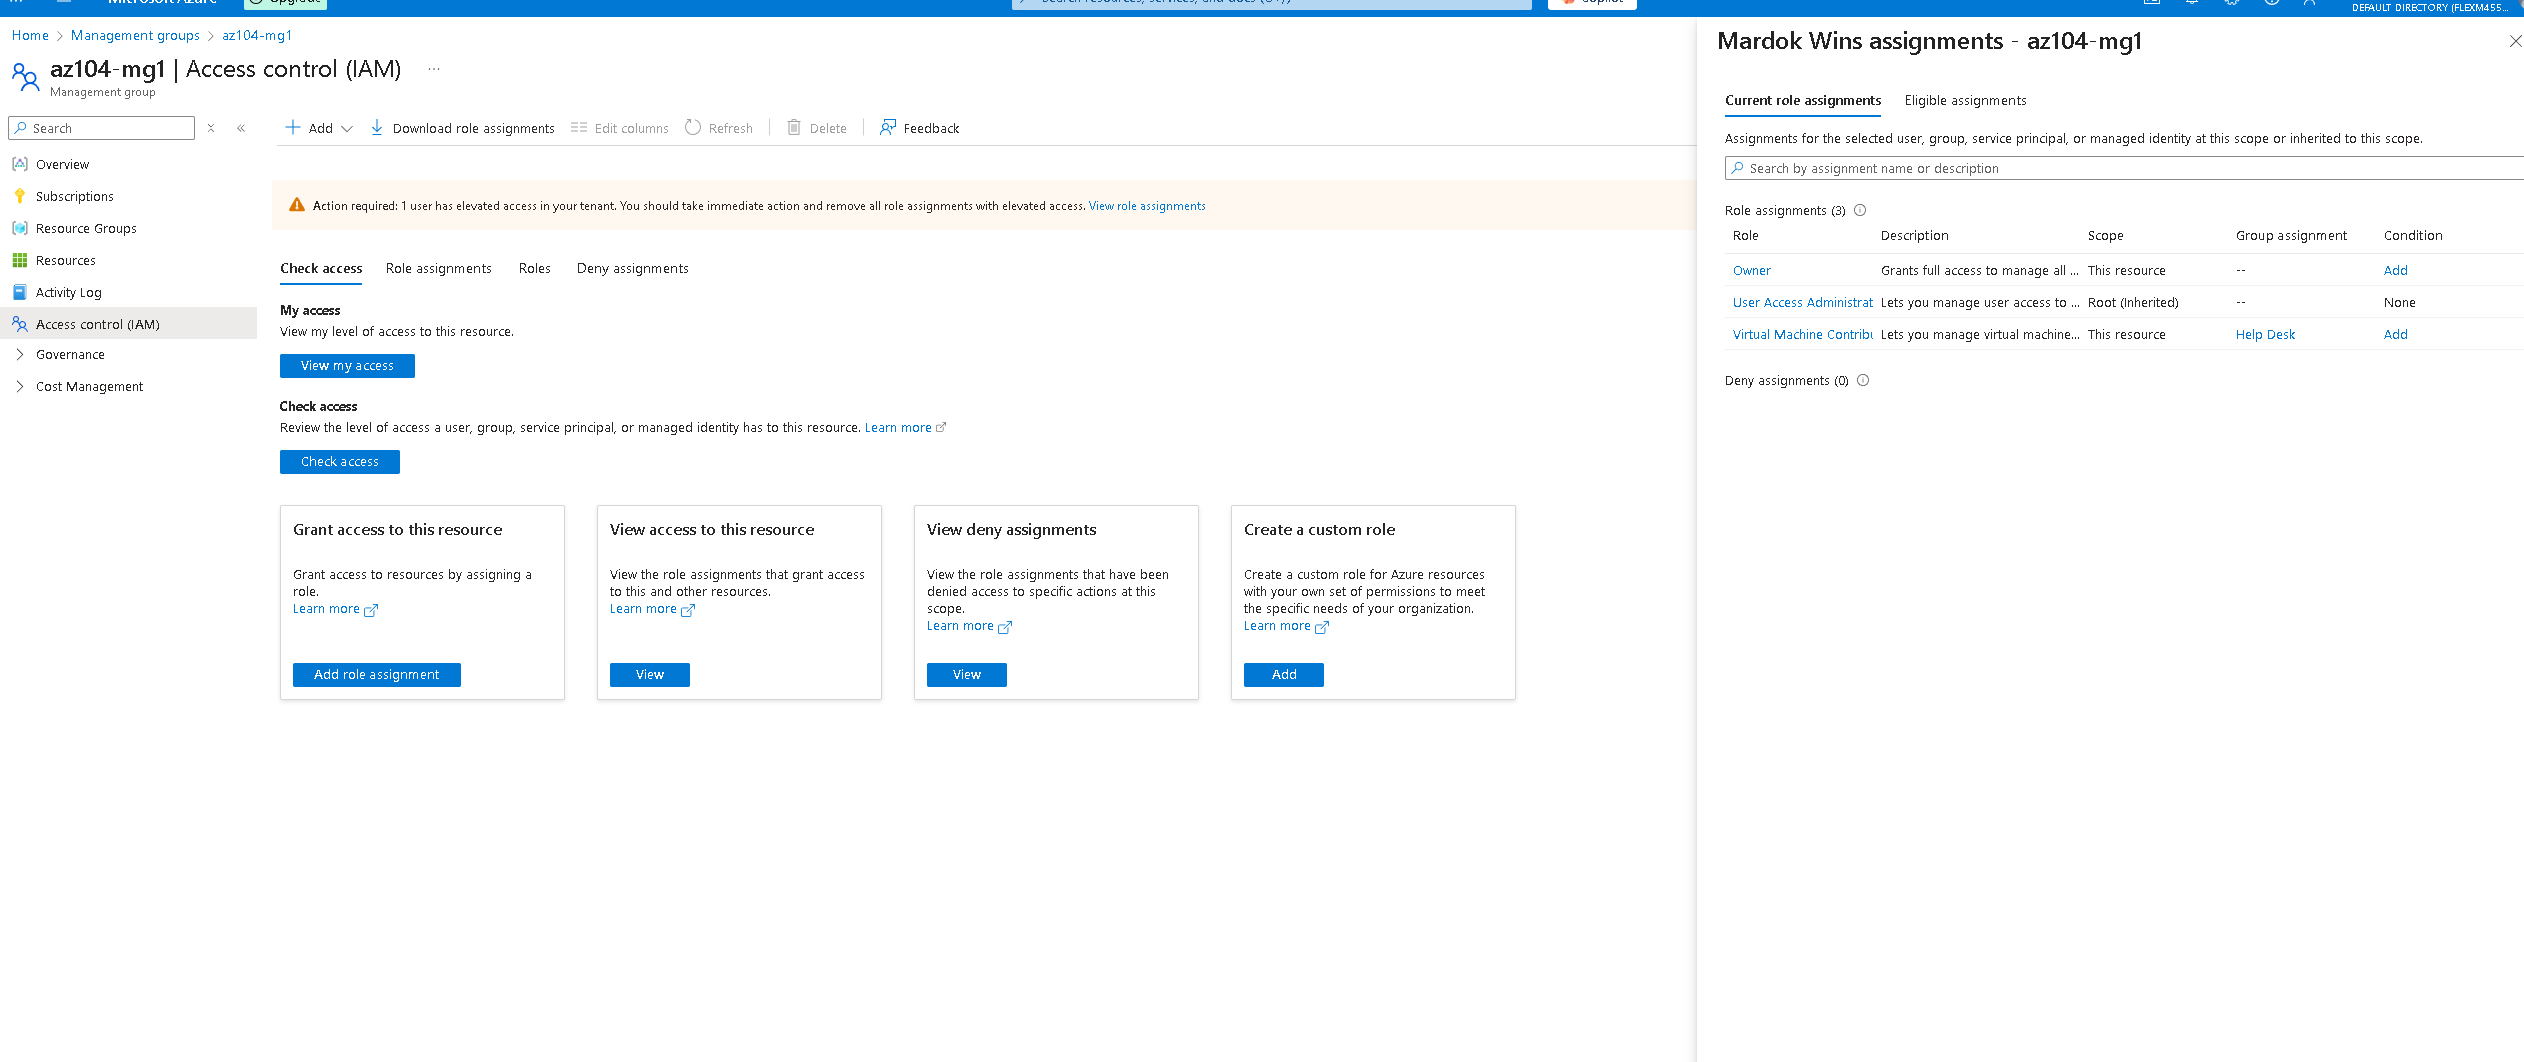 Microsoft Azure
Upgrade
Search resources, services, and docs (G+/)
Copilot
DEFAULT DIRECTORY (FLEXM455...
Home > Management groups > az104-mg1
az104-mg1 | Access control (IAM) ...
Management group
Search
Overview
Subscriptions
Resource Groups
Resources
Activity Log
Access control (IAM)
Governance
Cost Management
Add
Download role assignments
Edit columns
Refresh
Delete
Feedback
Action required: 1 user has elevated access in your tenant. You should take immediate action and remove all role assignments with elevated access. View role assignments
Check access Role assignments Roles Deny assignments
My access
View my level of access to this resource.
View my access
Check access
Review the level of access a user, group, service principal, or managed identity has to this resource. Learn more
Check access
Grant access to this resource
Grant access to resources by assigning a
role.
Learn more
Add role assignment
View access to this resource
View the role assignments that grant access
to this and other resources.
Learn more
View
View deny assignments
View the role assignments that have been
denied access to specific actions at this
scope.
Learn more
View
Create a custom role
Create a custom role for Azure resources
with your own set of permissions to meet
the specific needs of your organization.
Learn more
Add
Mardok Wins assignments - az104-mg1
Current role assignments Eligible assignments
Assignments for the selected user, group, service principal, or managed identity at this scope or inherited to this scope.
Search by assignment name or description
Role assignments (3)
Role Description Scope Group assignment Condition
Owner Grants full access to manage all ... This resource -- Add
User Access Administrat Lets you manage user access to ... Root (Inherited) -- None
Virtual Machine Contribu Lets you manage virtual machine... This resource Help Desk Add
Deny assignments (0)